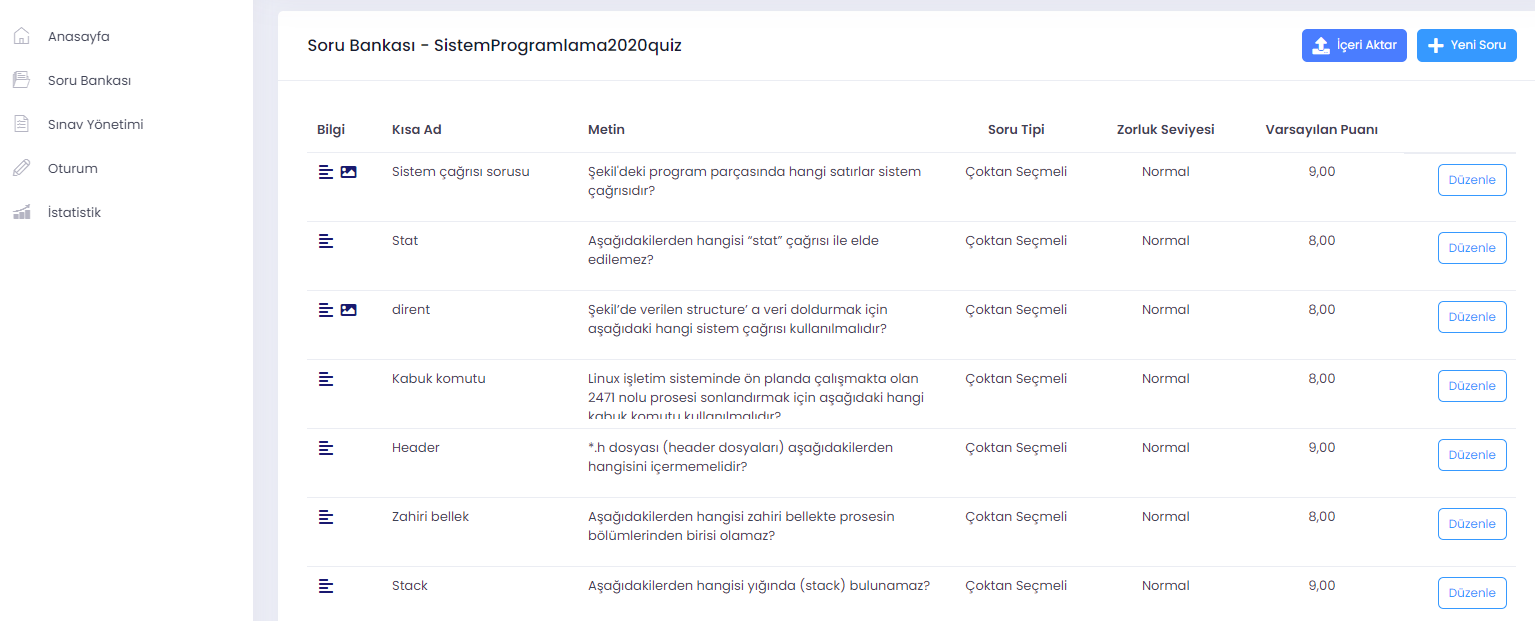 Anasayfa
Soru Bankası
Sınav Yönetimi
Oturum
İstatistik
Soru Bankası - SistemProgramlama2020quiz
İçeri Aktar
Yeni Soru
Bilgi Kısa Ad Metin Soru Tipi Zorluk Seviyesi Varsayılan Puanı
Sistem çağrısı sorusu Şekil'deki program parçasında hangi satırlar sistem Çoktan Seçmeli Normal 9,00 Düzenle
çağrısıdır?
Stat Aşağıdakilerden hangisi “stat” çağrısı ile elde Çoktan Seçmeli Normal 8,00 Düzenle
edilemez?
dirent Şekil’de verilen structure’ a veri doldurmak için Çoktan Seçmeli Normal 8,00 Düzenle
aşağıdaki hangi sistem çağrısı kullanılmalıdır?
Kabuk komutu Linux işletim sisteminde ön planda çalışmakta olan Çoktan Seçmeli Normal 8,00 Düzenle
2471 nolu prosesi sonlandırmak için aşağıdaki hangi
kabuk komutu kullanılmalıdır?
Header *.h dosyası (header dosyaları) aşağıdakilerden Çoktan Seçmeli Normal 9,00 Düzenle
hangisini içermemelidir?
Zahiri bellek Aşağıdakilerden hangisi zahiri bellekte prosesin Çoktan Seçmeli Normal 8,00 Düzenle
bölümlerinden birisi olamaz?
Stack Aşağıdakilerden hangisi yığında (stack) bulunamaz? Çoktan Seçmeli Normal 9,00 Düzenle